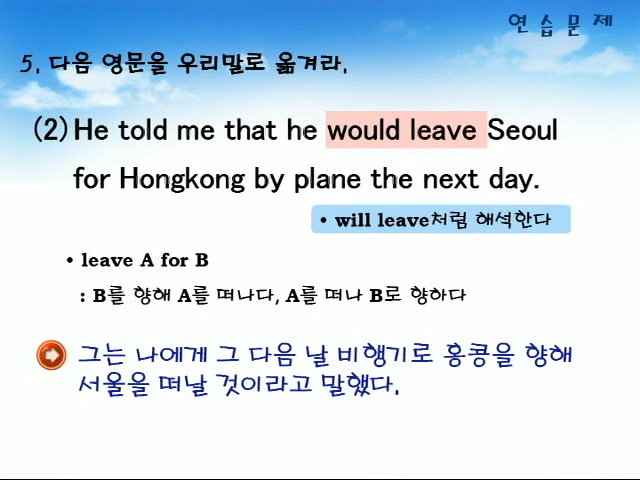 연 습 문 제
5. 다음 영문을 우리말로 옮겨라.
(2) He told me that he would leave Seoul
for Hongkong by plane the next day.
• will leave처럼 해석한다
• leave A for B
: B를 향해 A를 떠나다, A를 떠나 B로 향하다
그는 나에게 그 다음 날 비행기로 홍콩을 향해
서울을 떠날 것이라고 말했다.